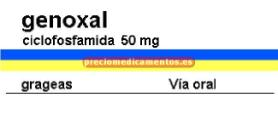 genoxal
ciclofosfamida 50 mg
preciomedicamentos.es
grageas Vía oral